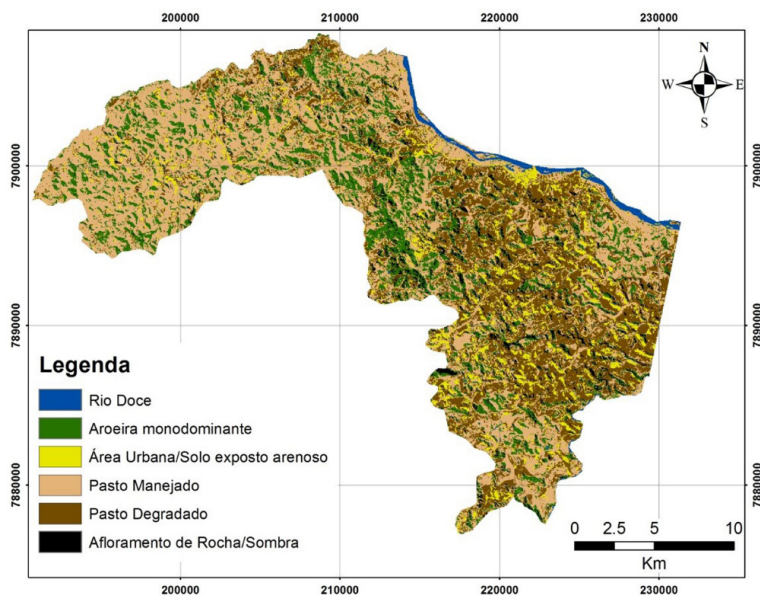 200000 210000 220000 230000
N
W E
S
7900000 7900000
7890000 7890000
7880000 7880000
Legenda
Rio Doce
Aroeira monodominante
Área Urbana/Solo exposto arenoso
Pasto Manejado
Pasto Degradado
Afloramento de Rocha/Sombra
0 2.5 5 10
Km
200000 210000 220000 230000